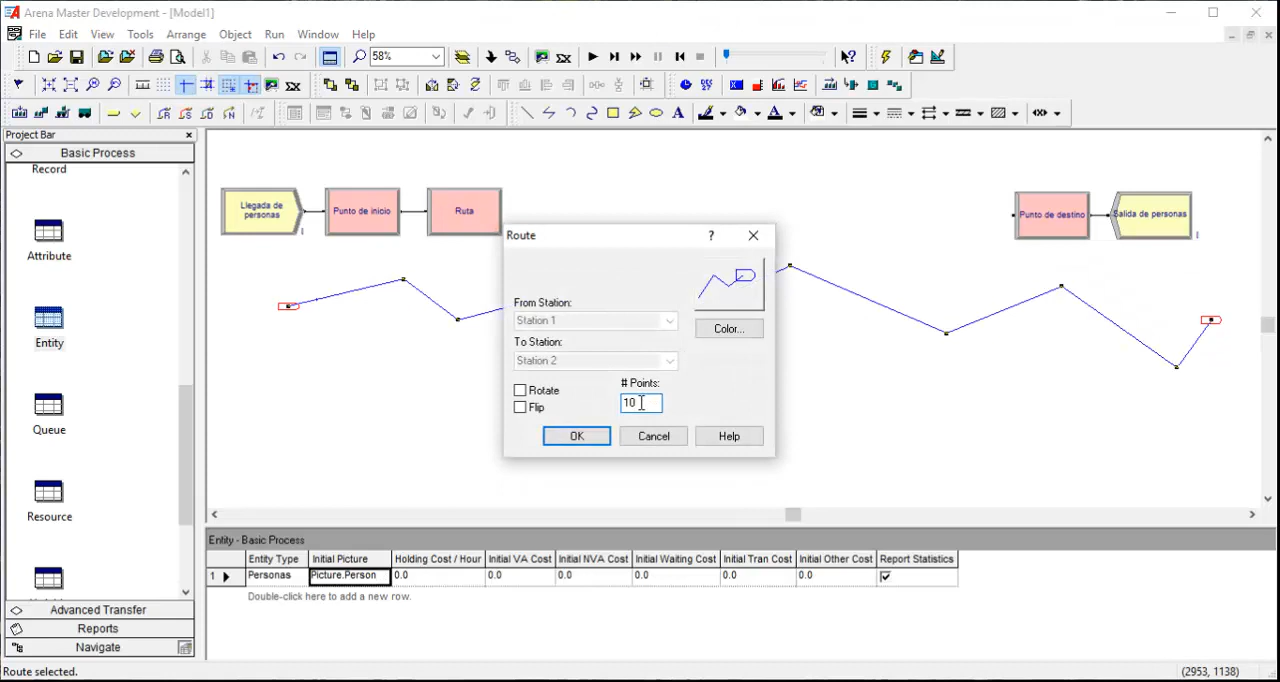 Arena Master Development - [Model1]
File Edit View Tools Arrange Object Run Window Help
58%
Project Bar
Basic Process
Record
Attribute
Entity
Queue
Resource
Advanced Transfer
Reports
Navigate
Llegada de
personas
Punto de inicio
Ruta
Punto de destino
Salida de personas
Route
From Station:
Station 1
To Station:
Station 2
Color...
Rotate
Flip
# Points:
10
OK Cancel Help
Entity - Basic Process
Entity Type Initial Picture Holding Cost / Hour Initial VA Cost Initial NVA Cost Initial Waiting Cost Initial Tran Cost Initial Other Cost Report Statistics
1 Personas Picture.Person 0.0 0.0 0.0 0.0 0.0 0.0
Double-click here to add a new row.
Route selected.
(2953, 1138)